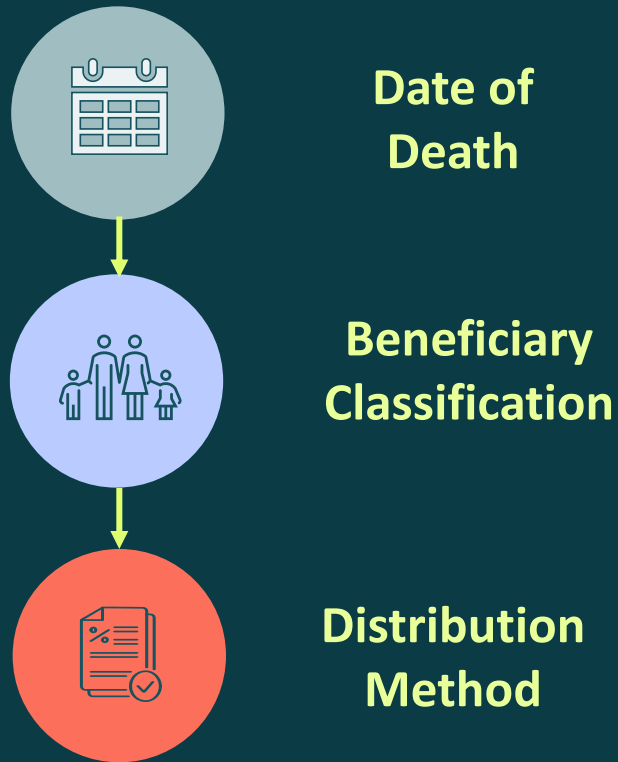 Date of
Death
Beneficiary
Classification
%
Distribution
Method